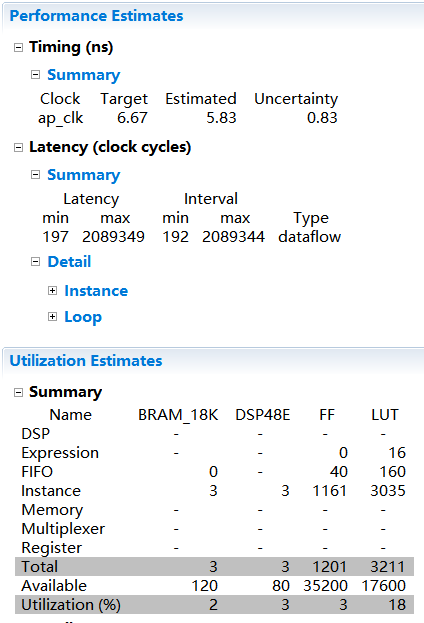 Performance Estimates
Timing (ns)
Summary
Clock Target Estimated Uncertainty
ap_clk 6.67 5.83 0.83
Latency (clock cycles)
Summary
Latency Interval
min max min max Type
197 2089349 192 2089344 dataflow
Detail
Instance
Loop
Utilization Estimates
Summary
Name BRAM_18K DSP48E FF LUT
DSP - - - -
Expression - - 0 16
FIFO 0 - 40 160
Instance 3 3 1161 3035
Memory - - - -
Multiplexer - - - -
Register - - - -
Total 3 3 1201 3211
Available 120 80 35200 17600
Utilization (%) 2 3 3 18